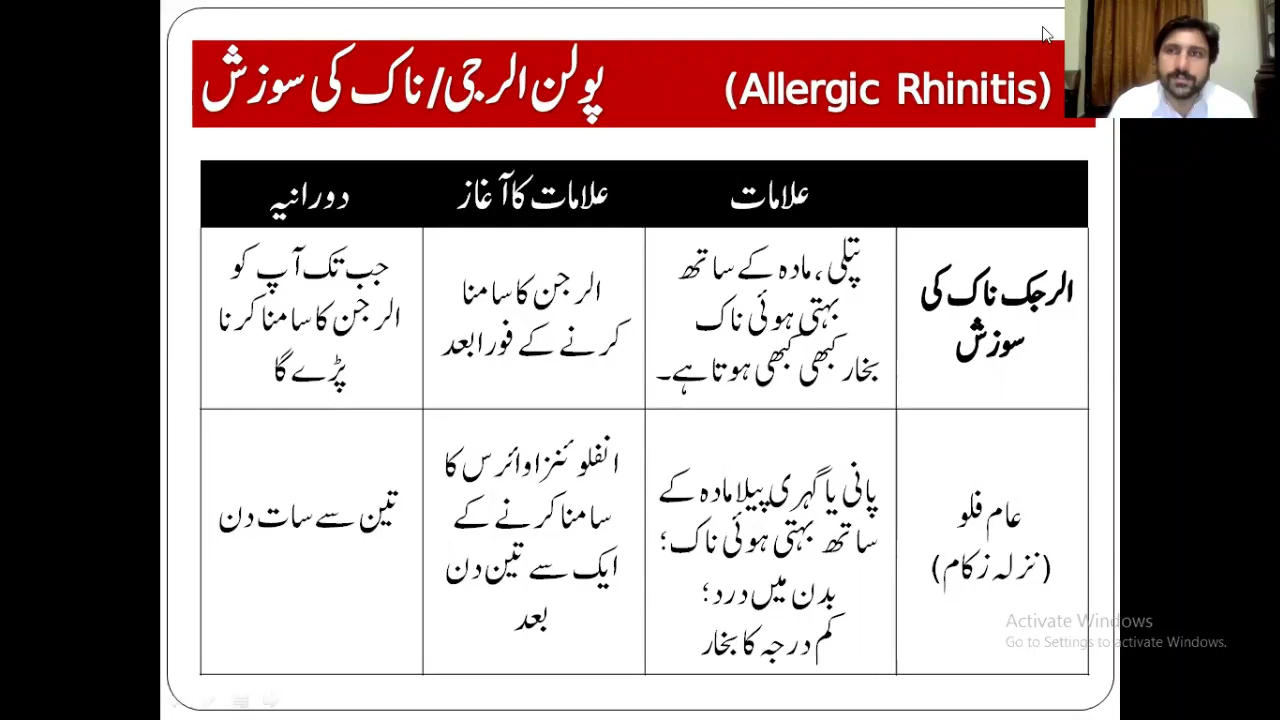 پولن الرجی/ناک کی سوزش (Allergic Rhinitis)
علامات
علامات کا آغاز
دورانیہ
الرجک ناک کی
سوزش
پتلی، مادہ کے ساتھ
بہتی ہوئی ناک
بخار کبھی کبھی ہوتا ہے۔
الرجن کا سامنا
کرنے کے فورا بعد
جب تک آپ کو
الرجن کا سامنا کرنا
پڑے گا
عام فلو
(نزلہ زکام)
پانی یا گہری پیلا مادہ کے
ساتھ بہتی ہوئی ناک؛
بدن میں درد؛
کم درجہ کا بخار
انفلوئنزا وائرس کا
سامنا کرنے کے
ایک سے تین دن
بعد
تین سے سات دن
Activate Windows
Go to Settings to activate Windows.